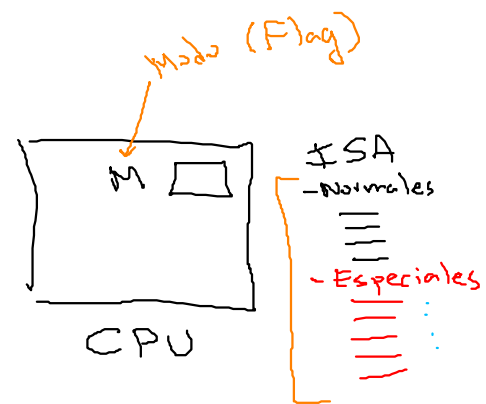 Modo (Flag)
M
CPU
ISA
- Normales
- Especiales